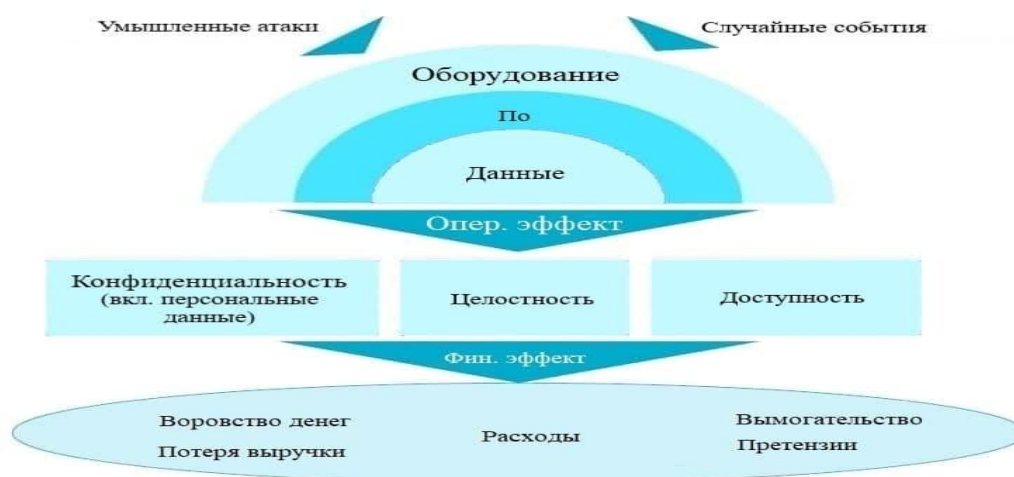 Умышленные атаки
Случайные события
Оборудование
По
Данные
Опер. эффект
Конфиденциальность
(вкл. персональные
данные)
Целостность
Доступность
Фин. эффект
Воровство денег
Потеря выручки
Расходы
Вымогательство
Претензии